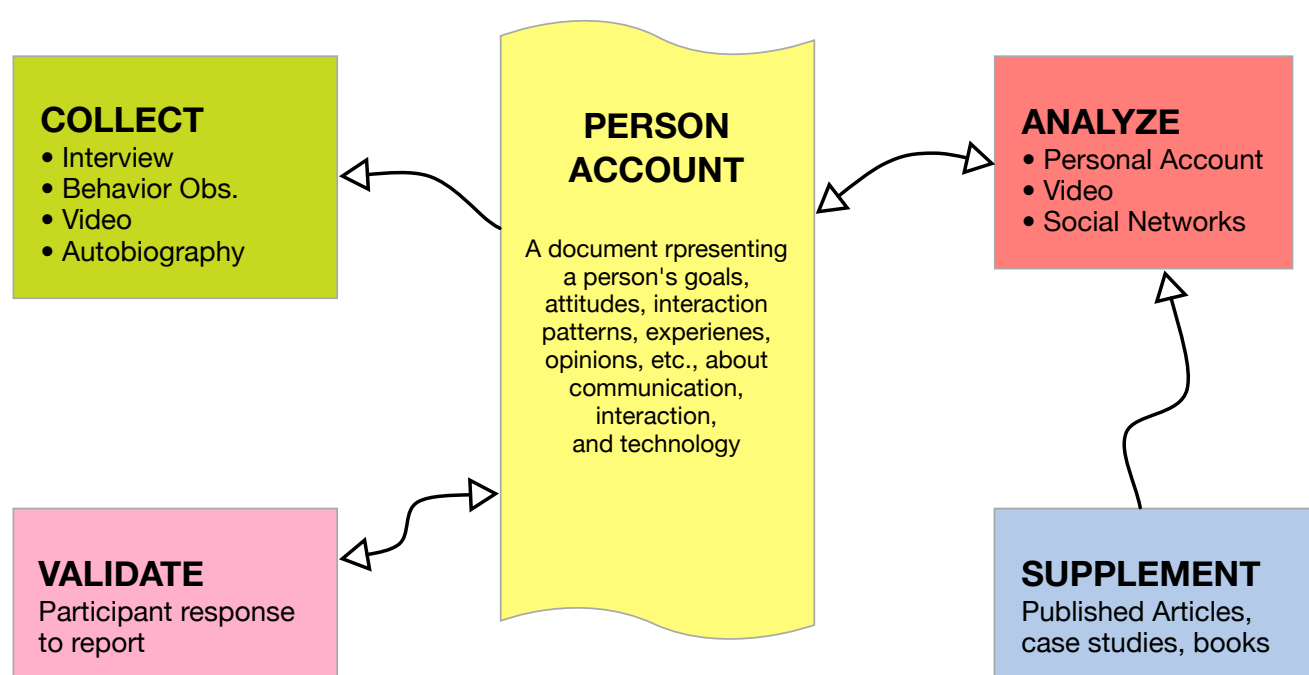 COLLECT
• Interview
• Behavior Obs.
• Video
• Autobiography
PERSON
ACCOUNT
A document rpresenting
a person's goals,
attitudes, interaction
patterns, experienes,
opinions, etc., about
communication,
interaction,
and technology
ANALYZE
• Personal Account
• Video
• Social Networks
VALIDATE
Participant response
to report
SUPPLEMENT
Published Articles,
case studies, books